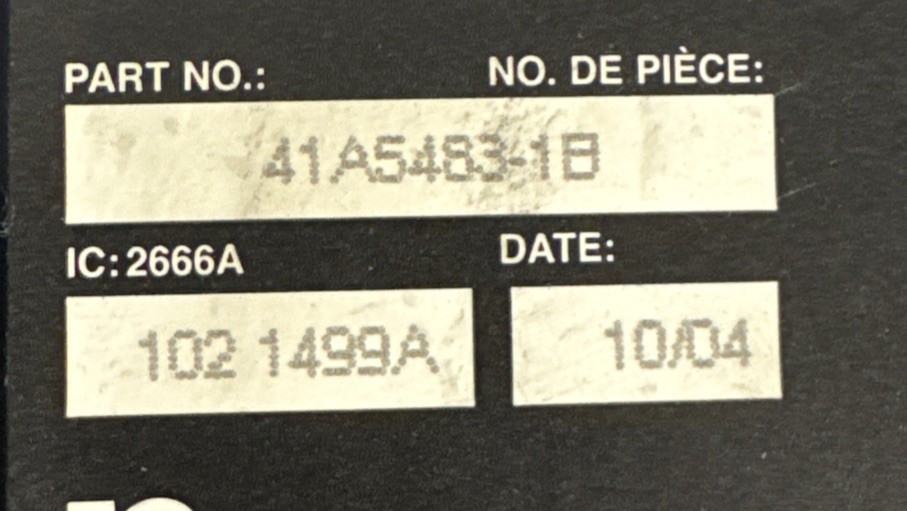 PART NO.: NO. DE PIÈCE:
41A5483-1B
IC: 2666A DATE:
102 1499A 10/04